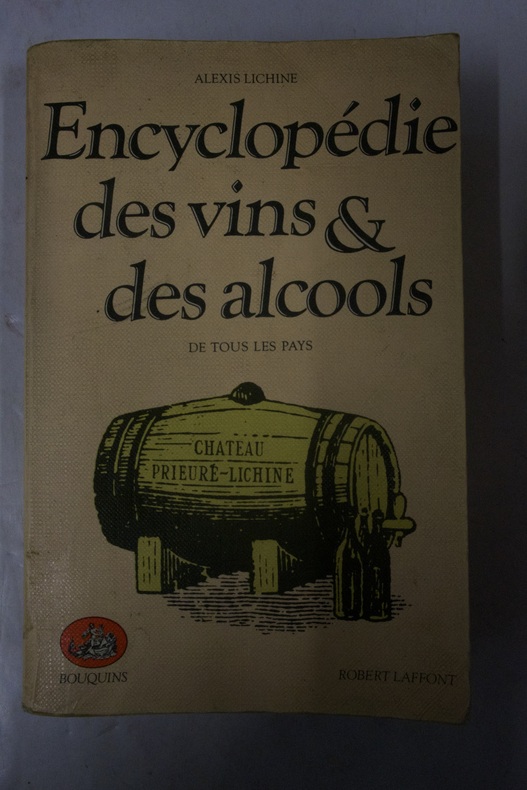 ALEXIS LICHINE
Encyclopédie
des vins &
des alcools
DE TOUS LES PAYS
CHATEAU
PRIEURÉ-LICHINE
BOUQUINS
ROBERT LAFFONT